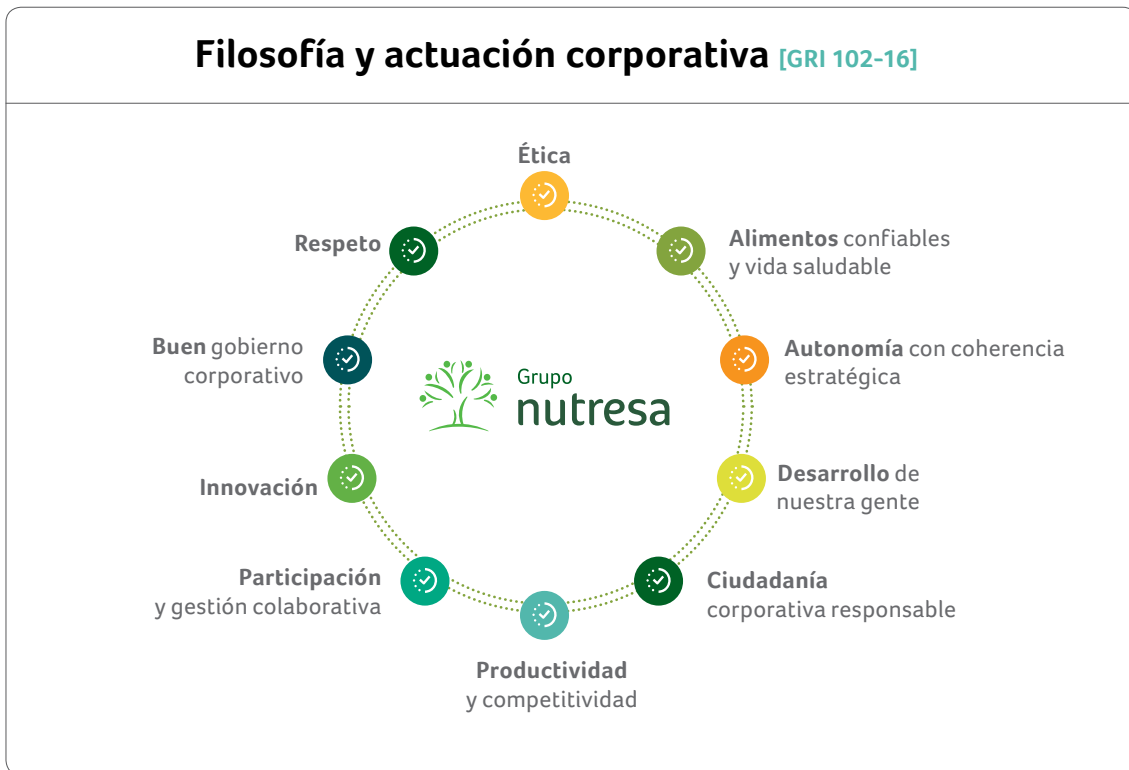 Filosofía y actuación corporativa [GRI 102-16]
Ética
Alimentos confiables
y vida saludable
Autonomía con coherencia
estratégica
Desarrollo de
nuestra gente
Ciudadanía
corporativa responsable
Productividad
y competitividad
Participación
y gestión colaborativa
Innovación
Buen gobierno
corporativo
Respeto
Grupo
nutresa